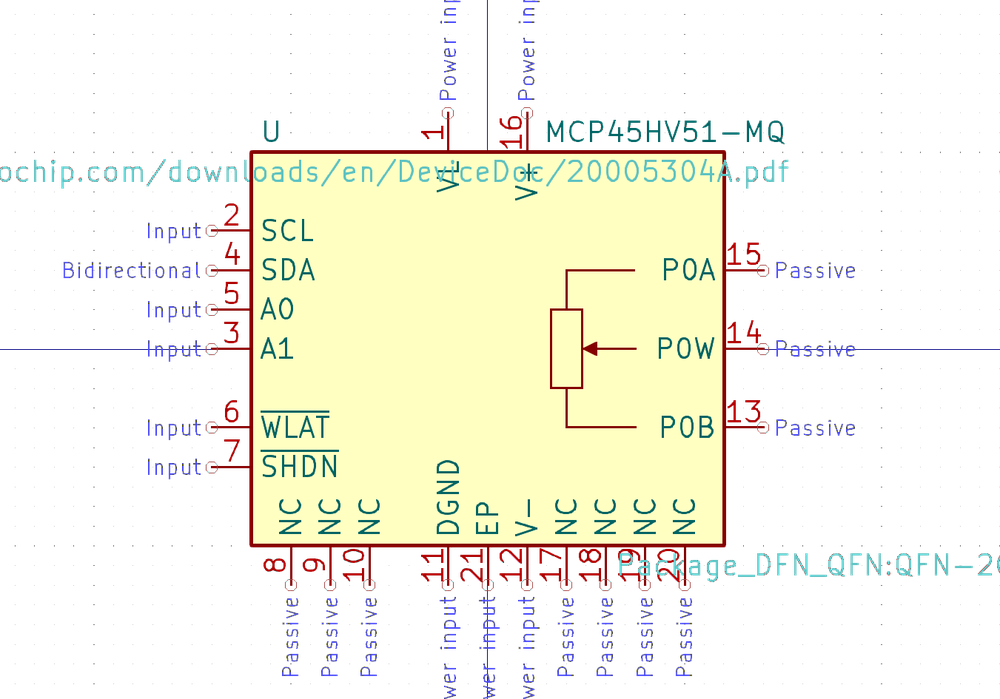 Power inp
Power inp
U
1
16
MCP45HV51-MQ
ochip.com/downloads/en/DeviceDoc/20005304A.pdf
VL
V+
Input 2 SCL
Bidirectional 4 SDA
POA 15 Passive
Input 5 A0
Input 3 A1
P0W 14 Passive
Input 6 WLAT
P0B 13 Passive
Input 7 SHDN
NC NC NC DGND EP V- NC NC NC NC
8 9 10 11 21 12 17 18 19 20
Package_DFN_QFN:QFN-20
Passive Passive Passive wer input wer input wer input Passive Passive Passive Passive